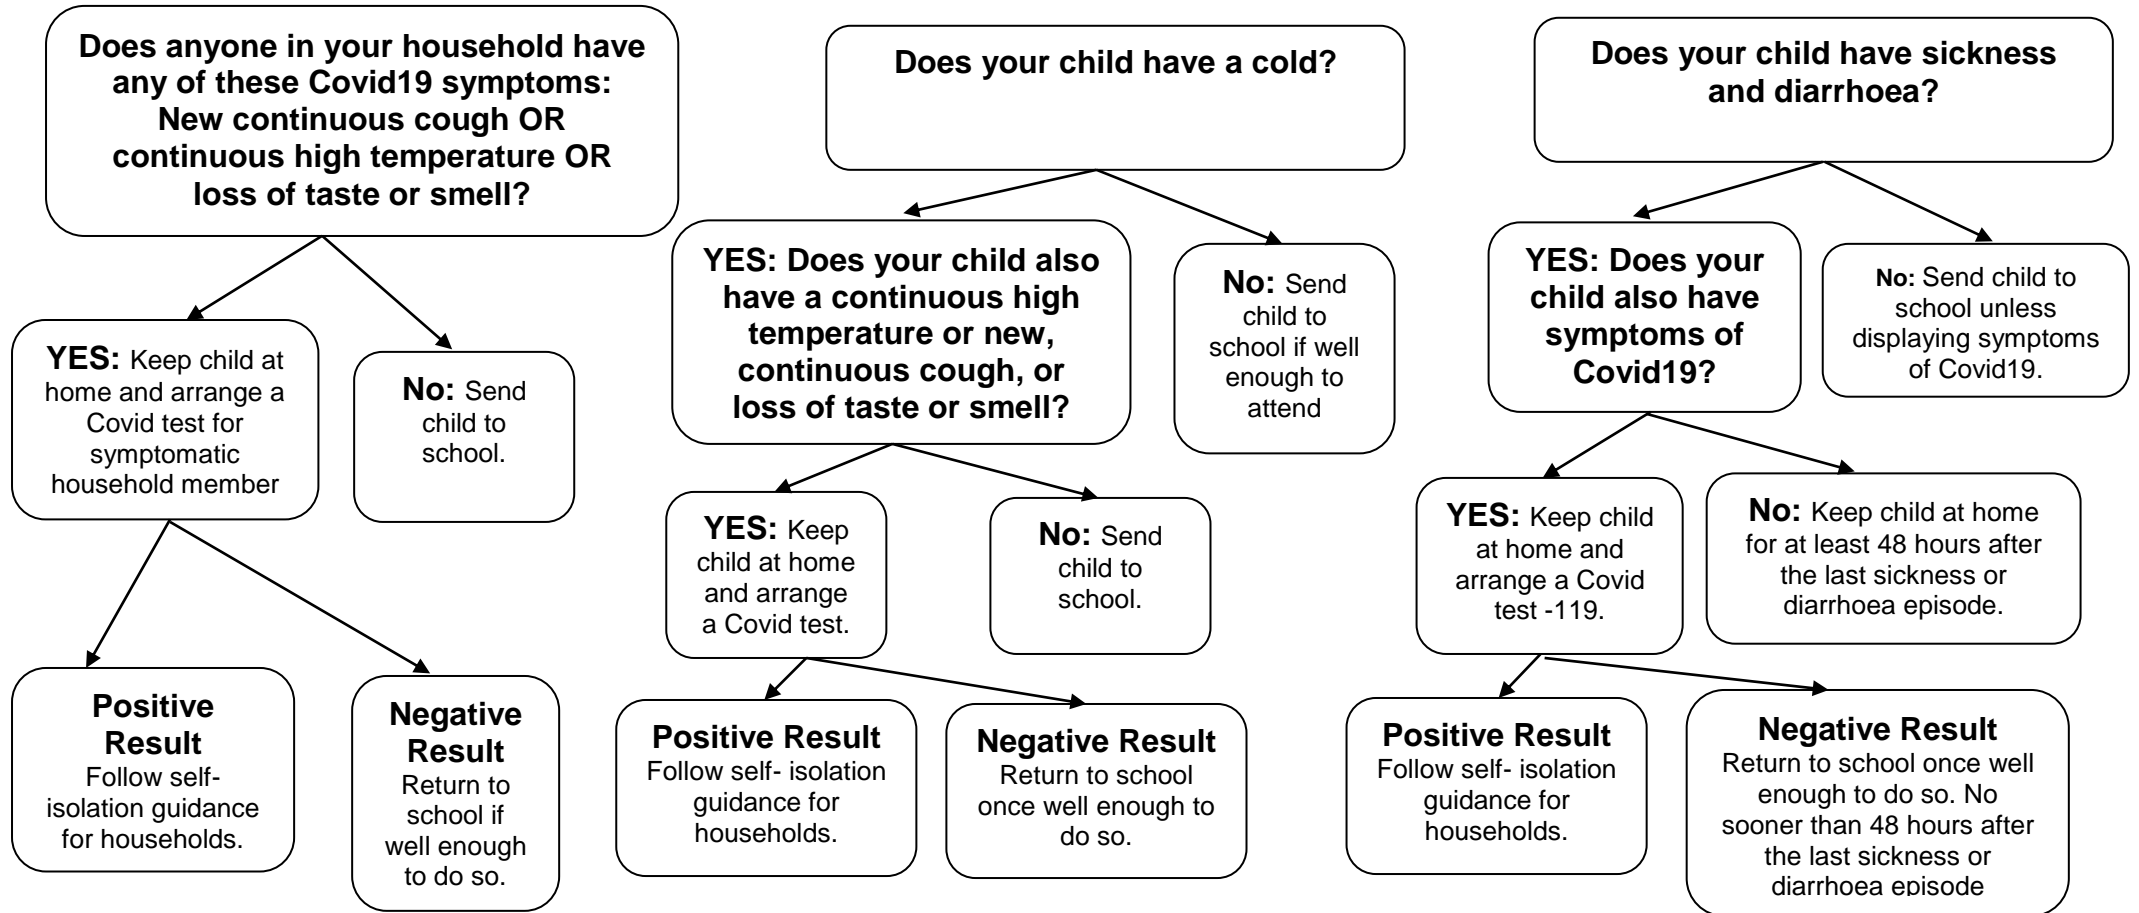 Does anyone in your household have
any of these Covid19 symptoms:
New continuous cough OR
continuous high temperature OR
loss of taste or smell?
YES: Keep child at
home and arrange a
Covid test for
symptomatic
household member
No: Send
child to
school.
Positive
Result
Follow self-
isolation guidance
for households.
Negative
Result
Return to
school if
well enough
to do so.
Does your child have a cold?
YES: Does your child also
have a continuous high
temperature or new,
continuous cough, or
loss of taste or smell?
No: Send
child to
school if well
enough to
attend
YES: Keep
child at home
and arrange
a Covid test.
No: Send
child to
school.
Positive Result
Follow self- isolation
guidance for
households.
Negative Result
Return to school
once well enough to
do so.
Does your child have sickness
and diarrhoea?
YES: Does your
child also have
symptoms of
Covid19?
No: Send child to
school unless
displaying symptoms
of Covid19.
YES: Keep child
at home and
arrange a Covid
test -119.
No: Keep child at home
for at least 48 hours after
the last sickness or
diarrhoea episode.
Positive Result
Follow self- isolation
guidance for
households.
Negative Result
Return to school once well
enough to do so. No
sooner than 48 hours after
the last sickness or
diarrhoea episode